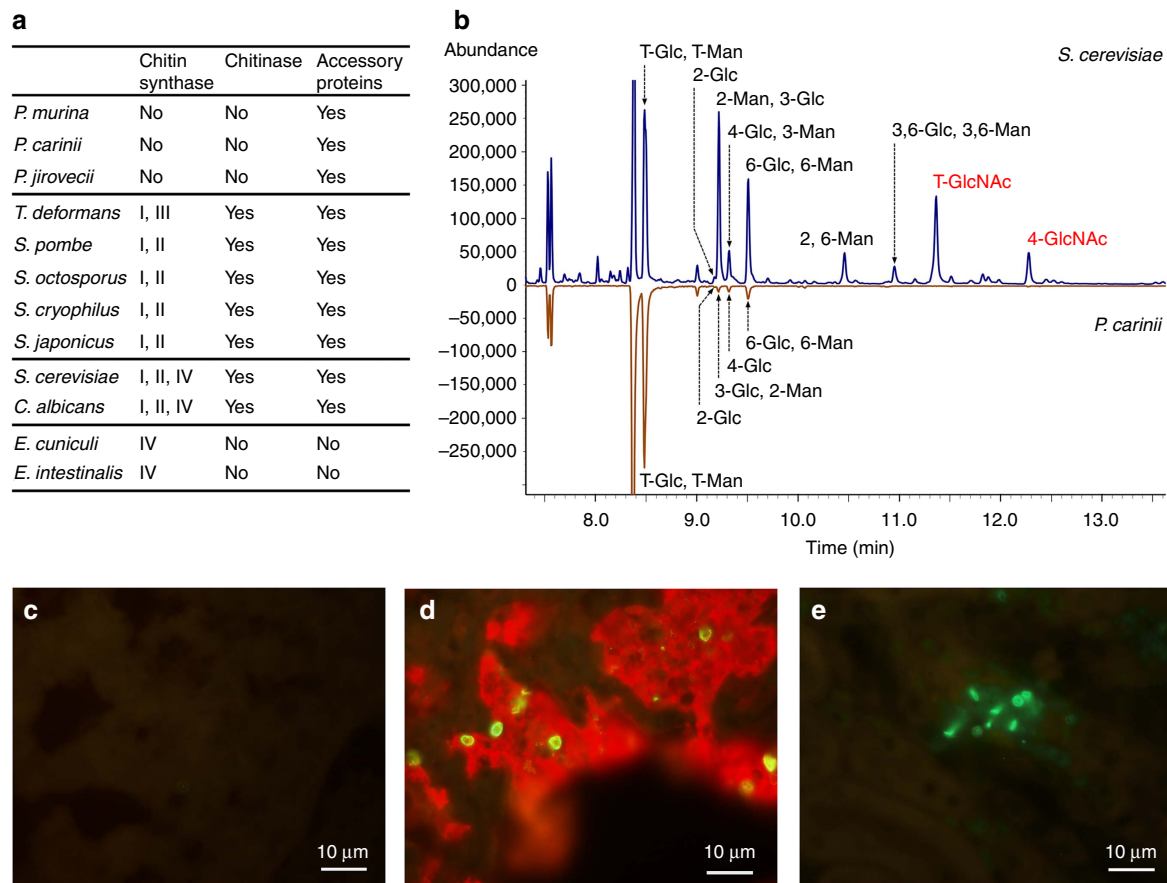 a
Chitin synthase Chitinase Accessory proteins
P. murina No No Yes
P. carinii No No Yes
P. jirovecii No No Yes
T. deformans I, III Yes Yes
S. pombe I, II Yes Yes
S. octosporus I, II Yes Yes
S. cryophilus I, II Yes Yes
S. japonicus I, II Yes Yes
S. cerevisiae I, II, IV Yes Yes
C. albicans I, II, IV Yes Yes
E. cuniculi IV No No
E. intestinalis IV No No
b
Abundance
S. cerevisiae
T-Glc, T-Man
2-Glc
2-Man, 3-Glc
4-Glc, 3-Man
6-Glc, 6-Man
2, 6-Man
3,6-Glc, 3,6-Man
T-GlcNAc
4-GlcNAc
300,000
250,000
200,000
150,000
100,000
50,000
0
−50,000
−100,000
−150,000
−200,000
−250,000
P. carinii
6-Glc, 6-Man
4-Glc
3-Glc, 2-Man
2-Glc
T-Glc, T-Man
8.0 9.0 10.0 11.0 12.0 13.0
Time (min)
c
10 μm
d
10 μm
e
10 μm